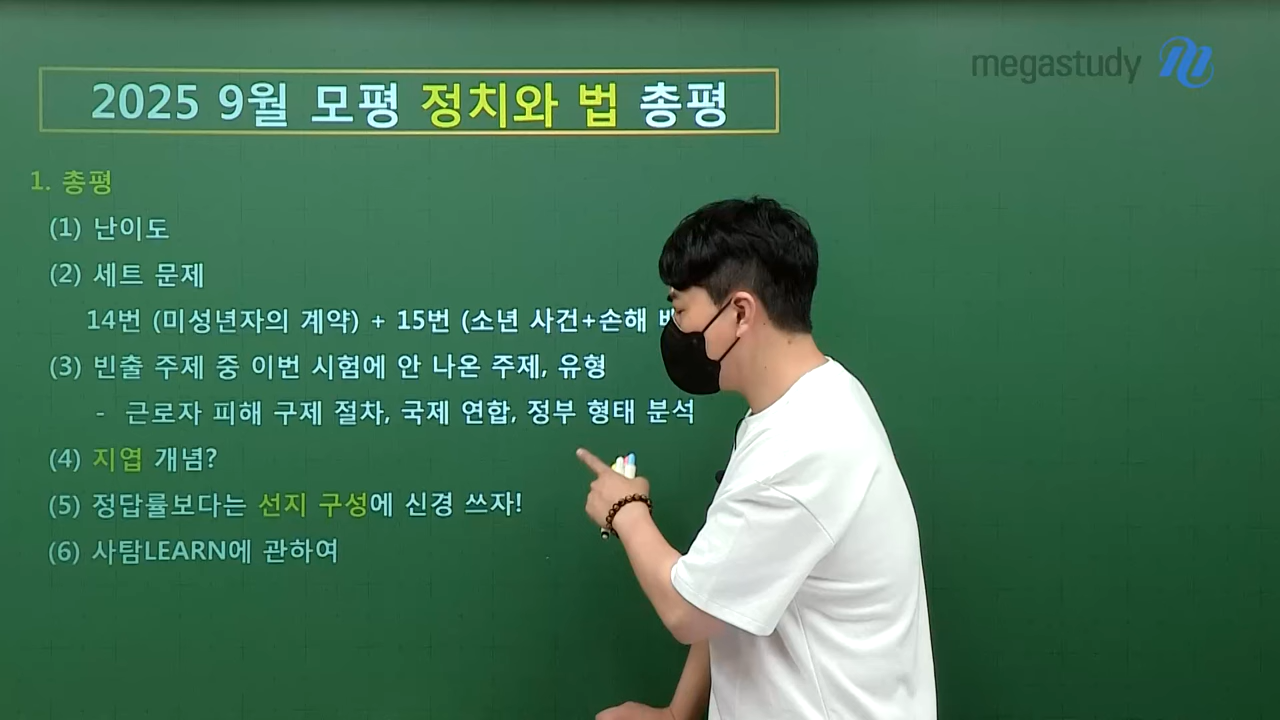 megastudy
2025 9월 모평 정치와 법 총평
1. 총평
(1) 난이도
(2) 세트 문제
14번 (미성년자의 계약) + 15번 (소년 사건+손해
(3) 빈출 주제 중 이번 시험에 안 나온 주제, 유형
- 근로자 피해 구제 절차, 국제 연합, 정부 형태 분석
(4) 지엽 개념?
(5) 정답률보다는 선지 구성에 신경 쓰자!
(6) 사탐LEARN에 관하여